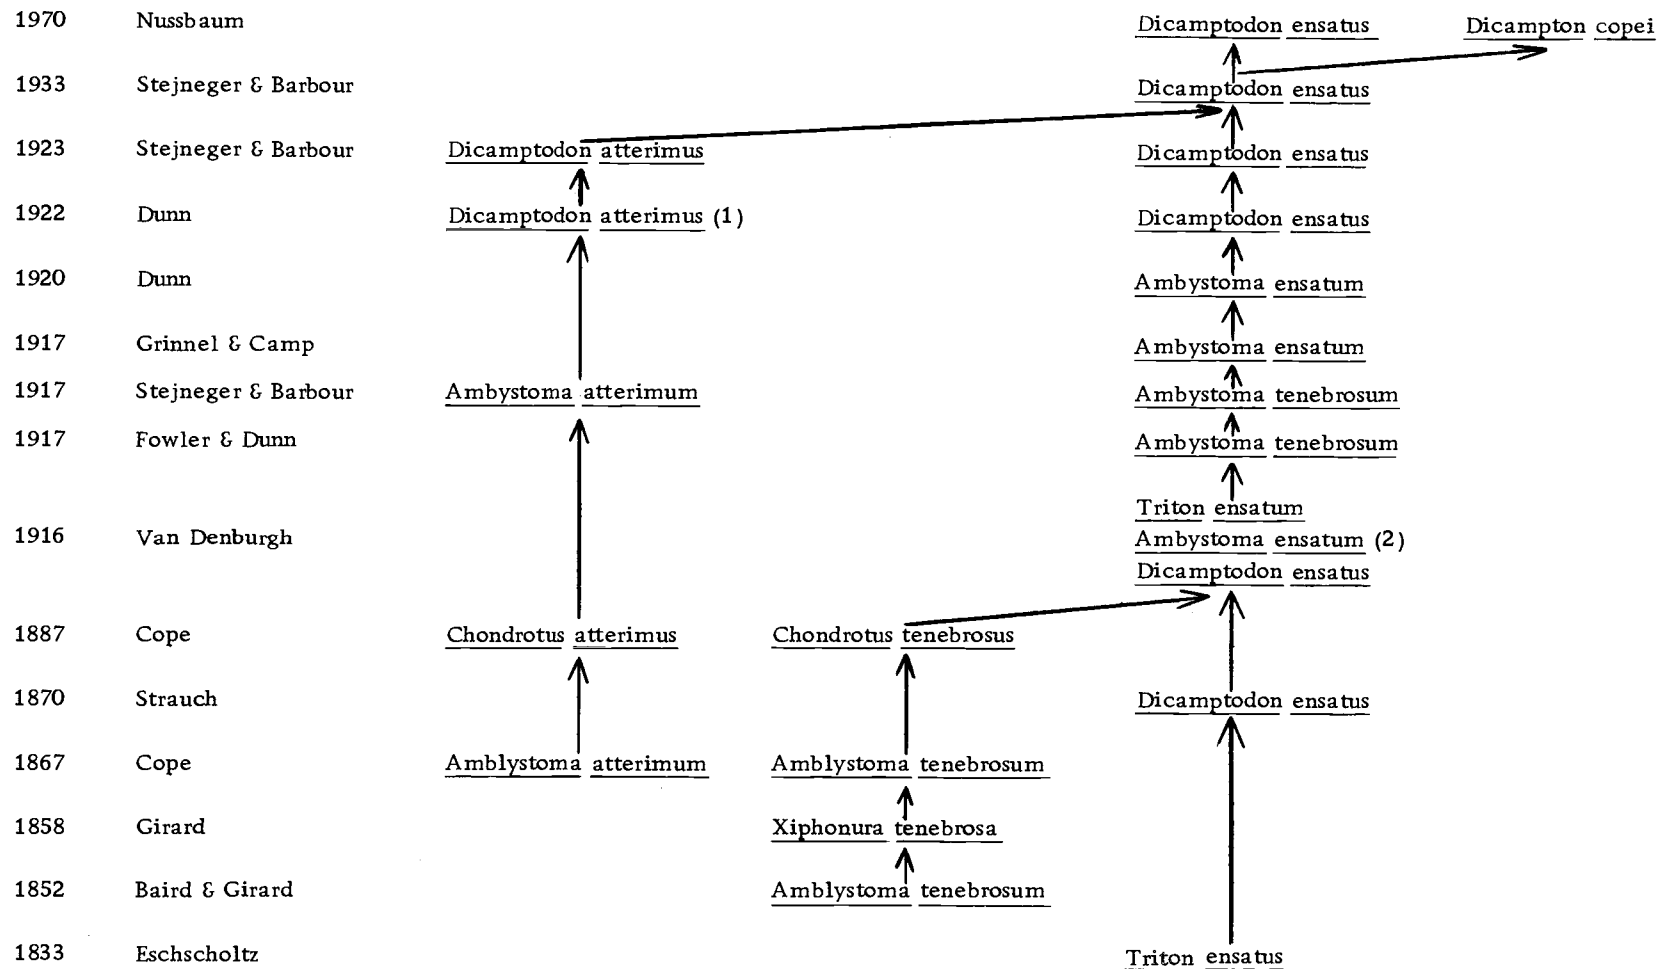 1970 Nussbaum Dicamptodon ensatus Dicampton copei
1933 Stejneger & Barbour Dicamptodon ensatus
1923 Stejneger & Barbour Dicamptodon atterimus Dicamptodon ensatus
1922 Dunn Dicamptodon atterimus (1) Dicamptodon ensatus
1920 Dunn Ambystoma ensatum
1917 Grinnel & Camp Ambystoma ensatum
1917 Stejneger & Barbour Ambystoma atterimum Ambystoma tenebrosum
1917 Fowler & Dunn Ambystoma tenebrosum
Triton ensatum
1916 Van Denburgh Ambystoma ensatum (2)
Dicamptodon ensatus
1887 Cope Chondrotus atterimus Chondrotus tenebrosus
1870 Strauch Dicamptodon ensatus
1867 Cope Amblystoma atterimum Amblystoma tenebrosum
1858 Girard Xiphonura tenebrosa
1852 Baird & Girard Amblystoma tenebrosum
1833 Eschscholtz Triton ensatus